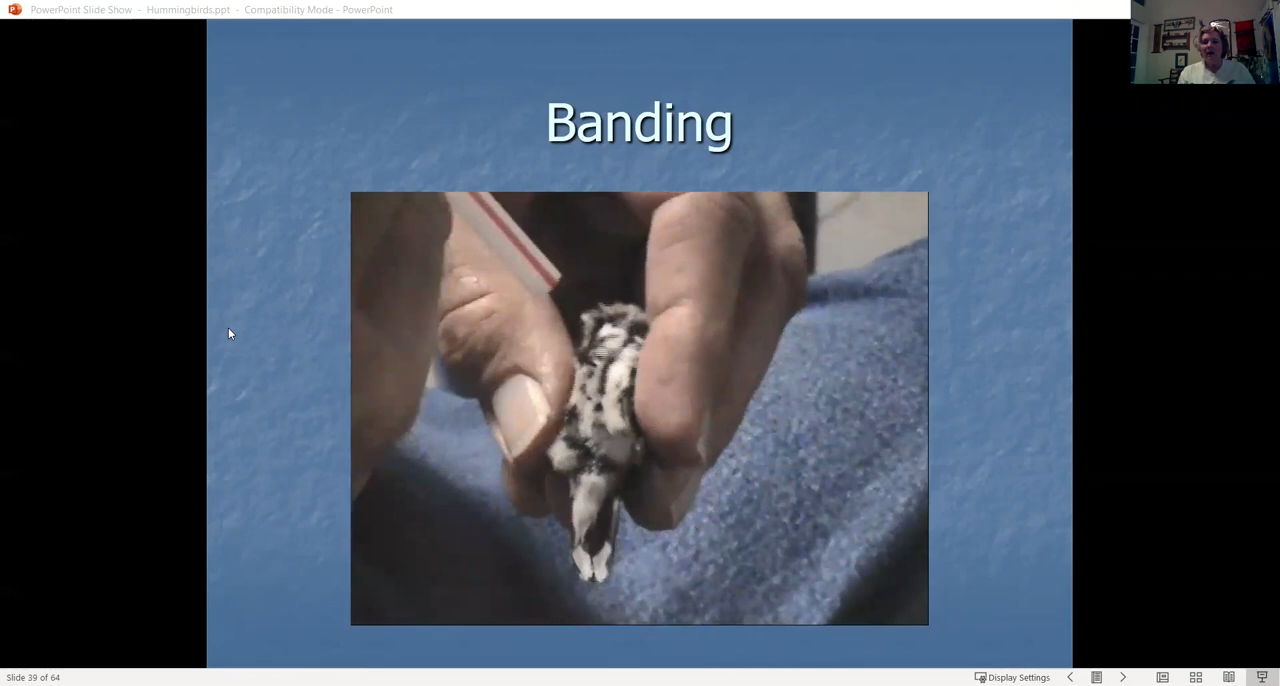 PowerPoint Slide Show - Hummingbirds.ppt - Compatibility Mode - PowerPoint
Banding
Slide 39 of 64
Display Settings